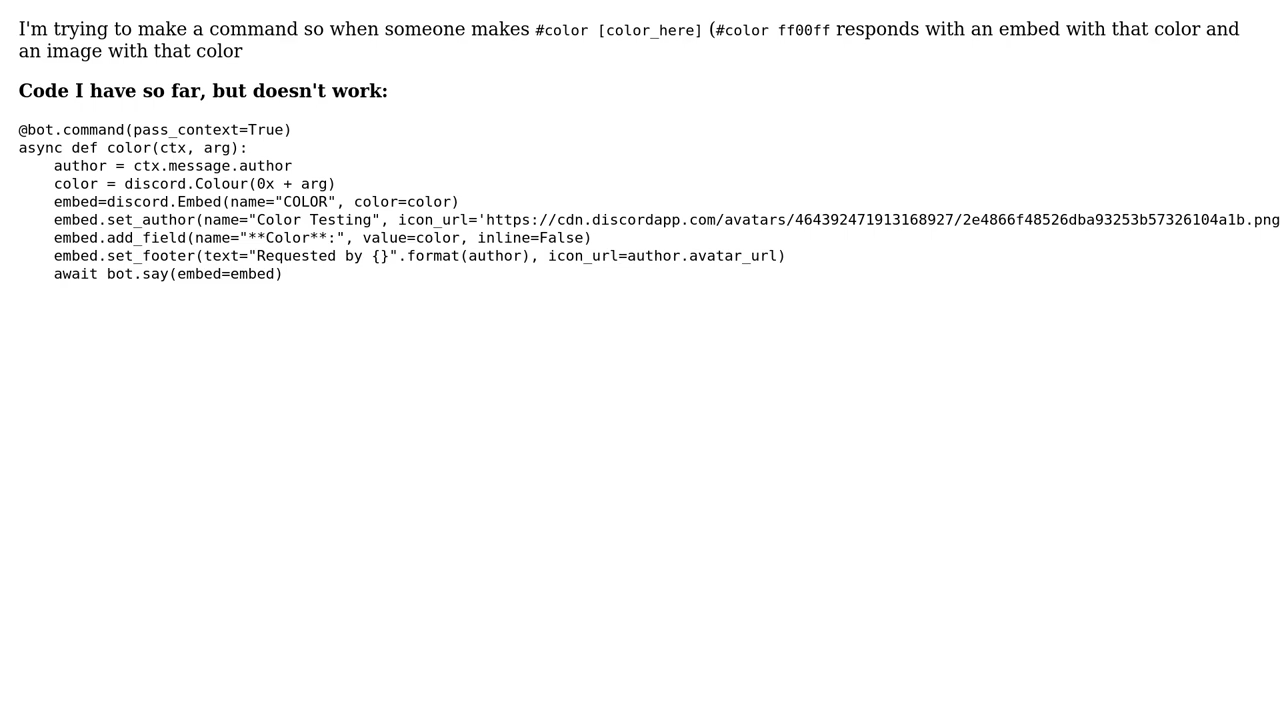 I'm trying to make a command so when someone makes #color [color_here] (#color ff00ff responds with an embed with that color and
an image with that color
Code I have so far, but doesn't work:
@bot.command(pass_context=True)
async def color(ctx, arg):
    author = ctx.message.author
    color = discord.Colour(0x + arg)
    embed=discord.Embed(name="COLOR", color=color)
    embed.set_author(name="Color Testing", icon_url='https://cdn.discordapp.com/avatars/464392471913168927/2e4866f48526dba93253b57326104a1b.png
    embed.add_field(name="**Color**:", value=color, inline=False)
    embed.set_footer(text="Requested by {}".format(author), icon_url=author.avatar_url)
    await bot.say(embed=embed)